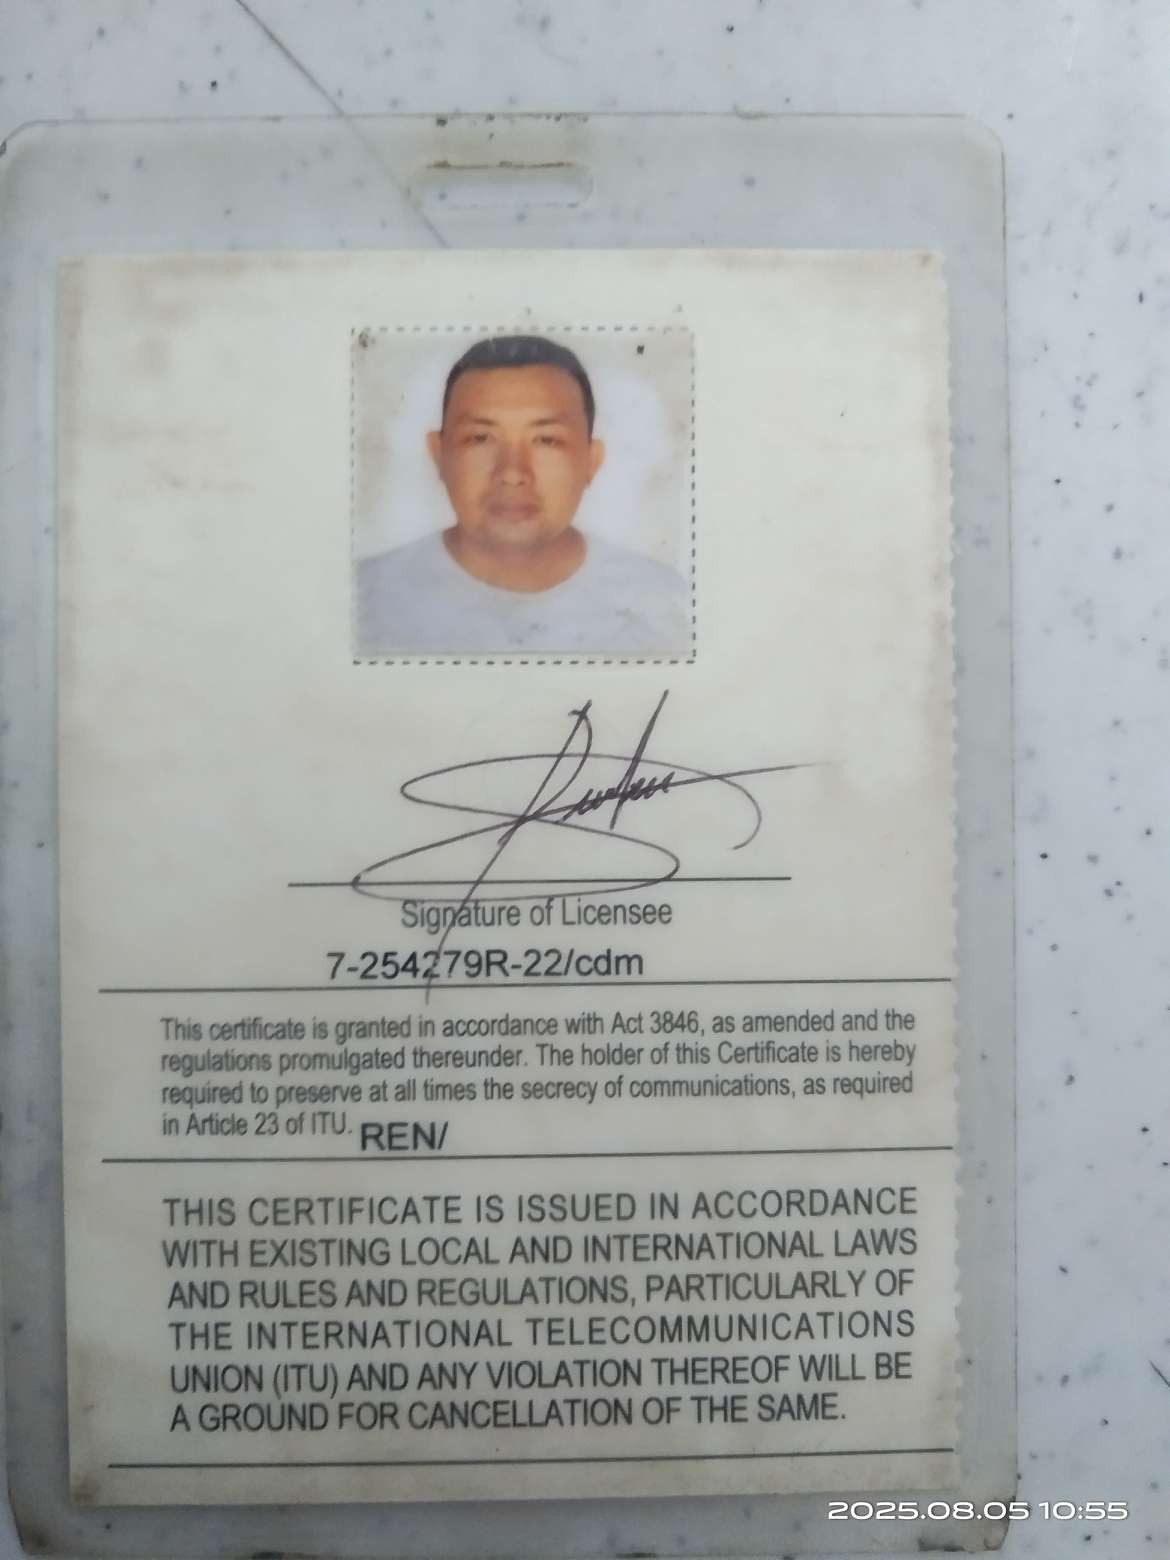 Signature of Licensee
7-254279R-22/cdm
This certificate is granted in accordance with Act 3846, as amended and the
regulations promulgated thereunder. The holder of this Certificate is hereby
required to preserve at all times the secrecy of communications, as required
in Article 23 of ITU. REN/
THIS CERTIFICATE IS ISSUED IN ACCORDANCE
WITH EXISTING LOCAL AND INTERNATIONAL LAWS
AND RULES AND REGULATIONS, PARTICULARLY OF
THE INTERNATIONAL TELECOMMUNICATIONS
UNION (ITU) AND ANY VIOLATION THEREOF WILL BE
A GROUND FOR CANCELLATION OF THE SAME.
2025.08.05 10:55